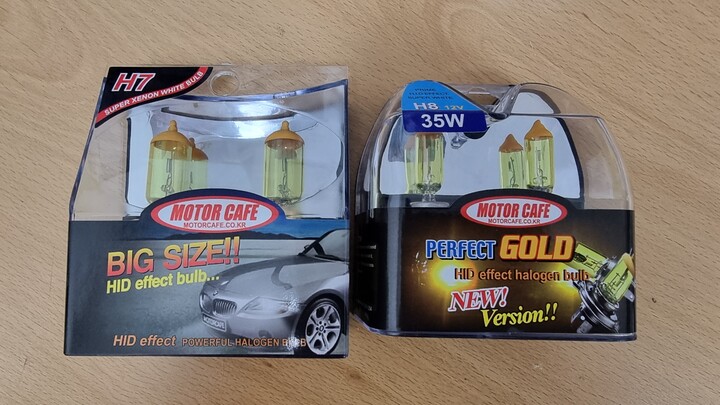 H7
SUPER XENON WHITE BULB
MOTOR CAFE
MOTORCAFE.CO.KR
BIG SIZE!!
HID effect bulb...
HID effect POWERFUL HALOGEN BULB
H8 12V
35W
MOTOR CAFE
MOTORCAFE.CO.KR
PERFECT GOLD
HID effect halogen bulb
NEW!
Version!!